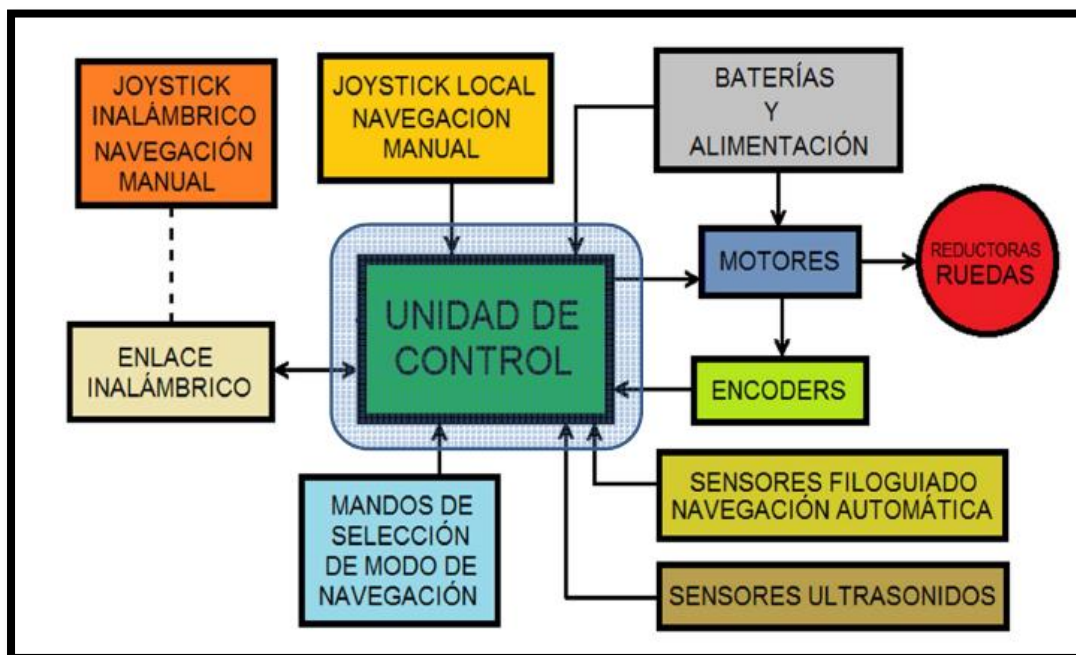 JOYSTICK
INALÁMBRICO
NAVEGACIÓN
MANUAL
JOYSTICK LOCAL
NAVEGACIÓN
MANUAL
BATERÍAS
Y
ALIMENTACIÓN
UNIDAD DE
CONTROL
MOTORES
REDUCTORAS
RUEDAS
ENLACE
INALÁMBRICO
ENCODERS
MANDOS DE
SELECCIÓN
DE MODO DE
NAVEGACIÓN
SENSORES FILOGUIADO
NAVEGACIÓN AUTOMÁTICA
SENSORES ULTRASONIDOS